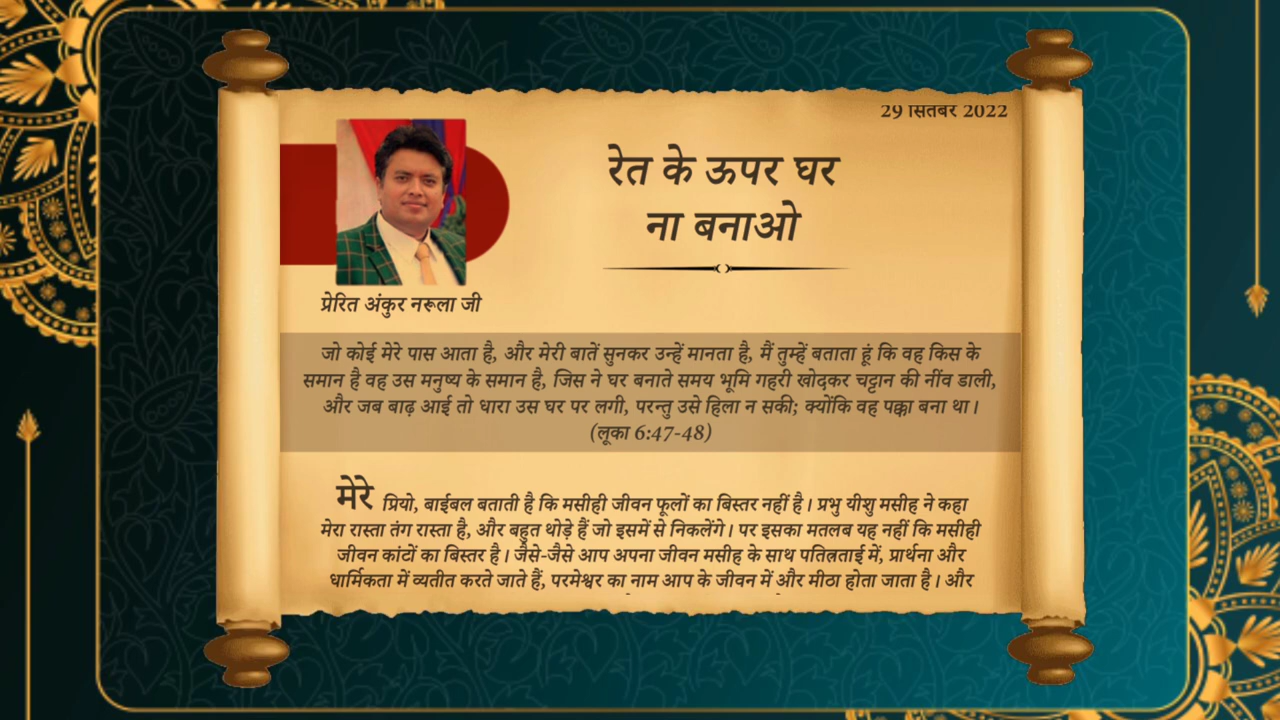 29 सितंबर 2022
रेत के ऊपर घर
ना बनाओ
प्रेरित अंकुर नरूला जी
जो कोई मेरे पास आता है, और मेरी बातें सुनकर उन्हें मानता है, मैं तुम्हें बताता हूं कि वह किस के
समान है वह उस मनुष्य के समान है, जिस ने घर बनाते समय भूमि गहरी खोदकर चट्टान की नींव डाली,
और जब बाढ़ आई तो धारा उस घर पर लगी, परन्तु उसे हिला न सकी; क्योंकि वह पक्का बना था।
(लूका 6:47-48)
मेरे प्रियो, बाईबल बताती है कि मसीही जीवन फूलों का बिस्तर नहीं है। प्रभु यीशु मसीह ने कहा
मेरा रास्ता तंग रास्ता है, और बहुत थोड़े हैं जो इसमें से निकलेंगे। पर इसका मतलब यह नहीं कि मसीही
जीवन कांटों का बिस्तर है। जैसे-जैसे आप अपना जीवन मसीह के साथ पतित्रताई में, प्रार्थना और
धार्मिकता में व्यतीत करते जाते हैं, परमेश्वर का नाम आप के जीवन में और मीठा होता जाता है। और